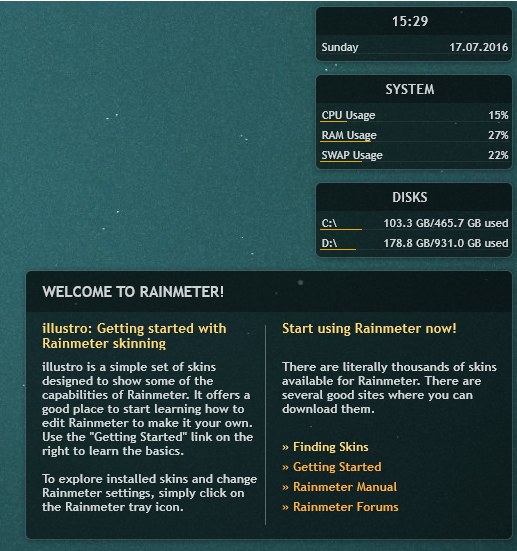 15:29
Sunday 17.07.2016
SYSTEM
CPU Usage 15%
RAM Usage 27%
SWAP Usage 22%
DISKS
C:\ 103.3 GB/465.7 GB used
D:\ 178.8 GB/931.0 GB used
WELCOME TO RAINMETER!
illustro: Getting started with
Rainmeter skinning
illustro is a simple set of skins
designed to show some of the
capabilities of Rainmeter. It offers a
good place to start learning how to
edit Rainmeter to make it your own.
Use the "Getting Started" link on the
right to learn the basics.
To explore installed skins and change
Rainmeter settings, simply click on
the Rainmeter tray icon.
Start using Rainmeter now!
There are literally thousands of skins
available for Rainmeter. There are
several good sites where you can
download them.
» Finding Skins
» Getting Started
» Rainmeter Manual
» Rainmeter Forums